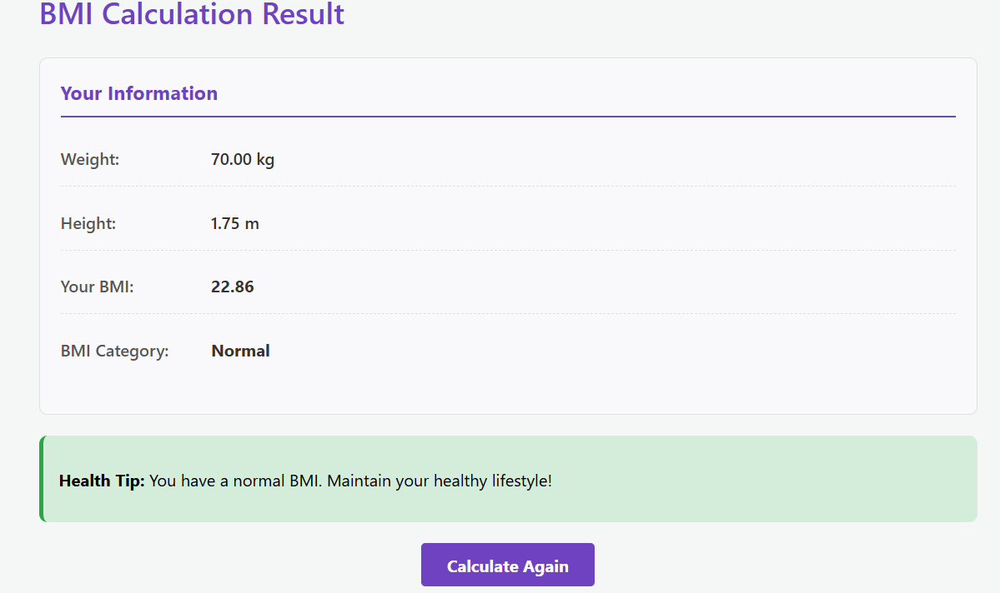 BMI Calculation Result
Your Information
Weight: 70.00 kg
Height: 1.75 m
Your BMI: 22.86
BMI Category: Normal
Health Tip: You have a normal BMI. Maintain your healthy lifestyle!
Calculate Again